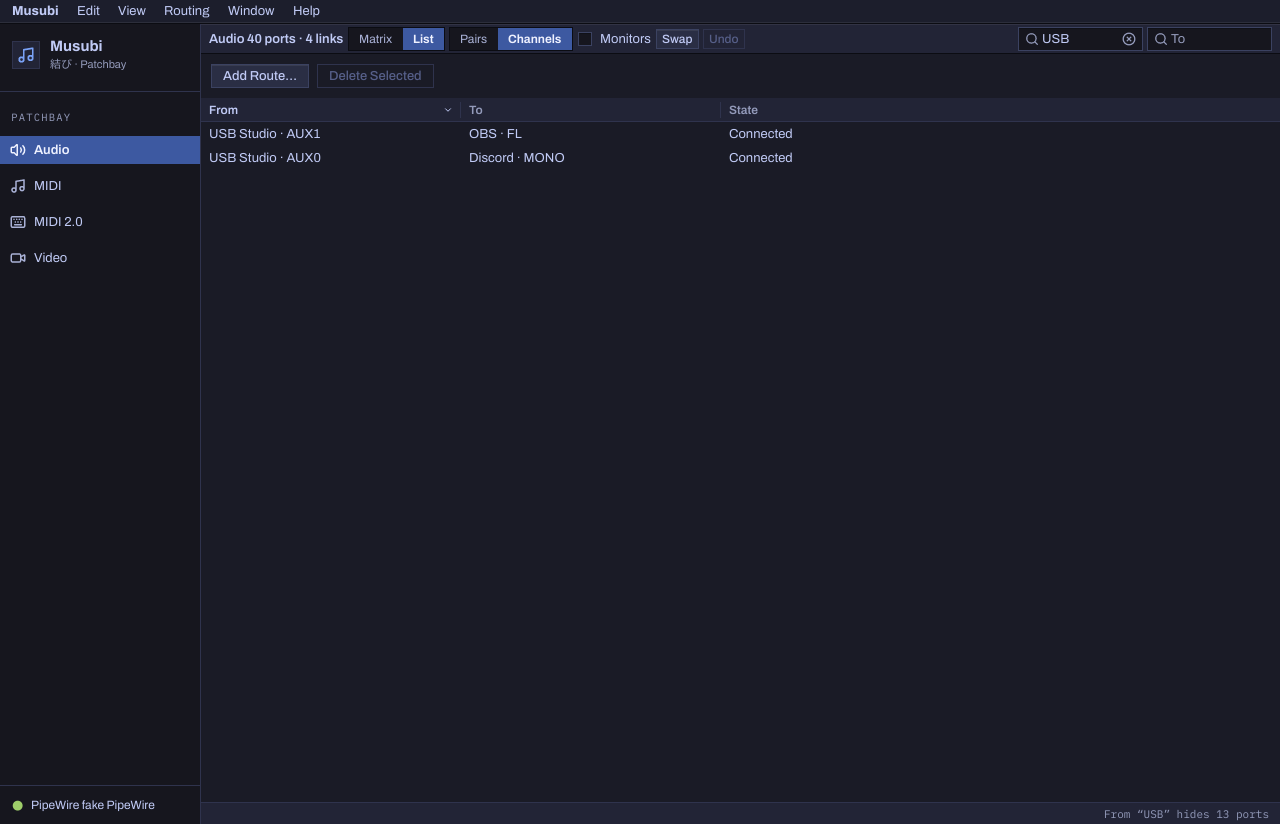 Musubi Edit View Routing Window Help
Musubi
結び · Patchbay
Audio 40 ports · 4 links Matrix List Pairs Channels Monitors Swap Undo USB To
Add Route... Delete Selected
PATCHBAY
Audio
MIDI
MIDI 2.0
Video
From To State
USB Studio · AUX1 OBS · FL Connected
USB Studio · AUX0 Discord · MONO Connected
PipeWire fake PipeWire
From “USB” hides 13 ports